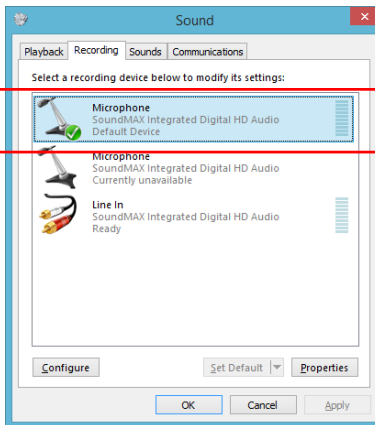 Sound
Playback Recording Sounds Communications
Select a recording device below to modify its settings:
Microphone
SoundMAX Integrated Digital HD Audio
Default Device
Microphone
SoundMAX Integrated Digital HD Audio
Currently unavailable
Line In
SoundMAX Integrated Digital HD Audio
Ready
Configure Set Default Properties
OK Cancel Apply